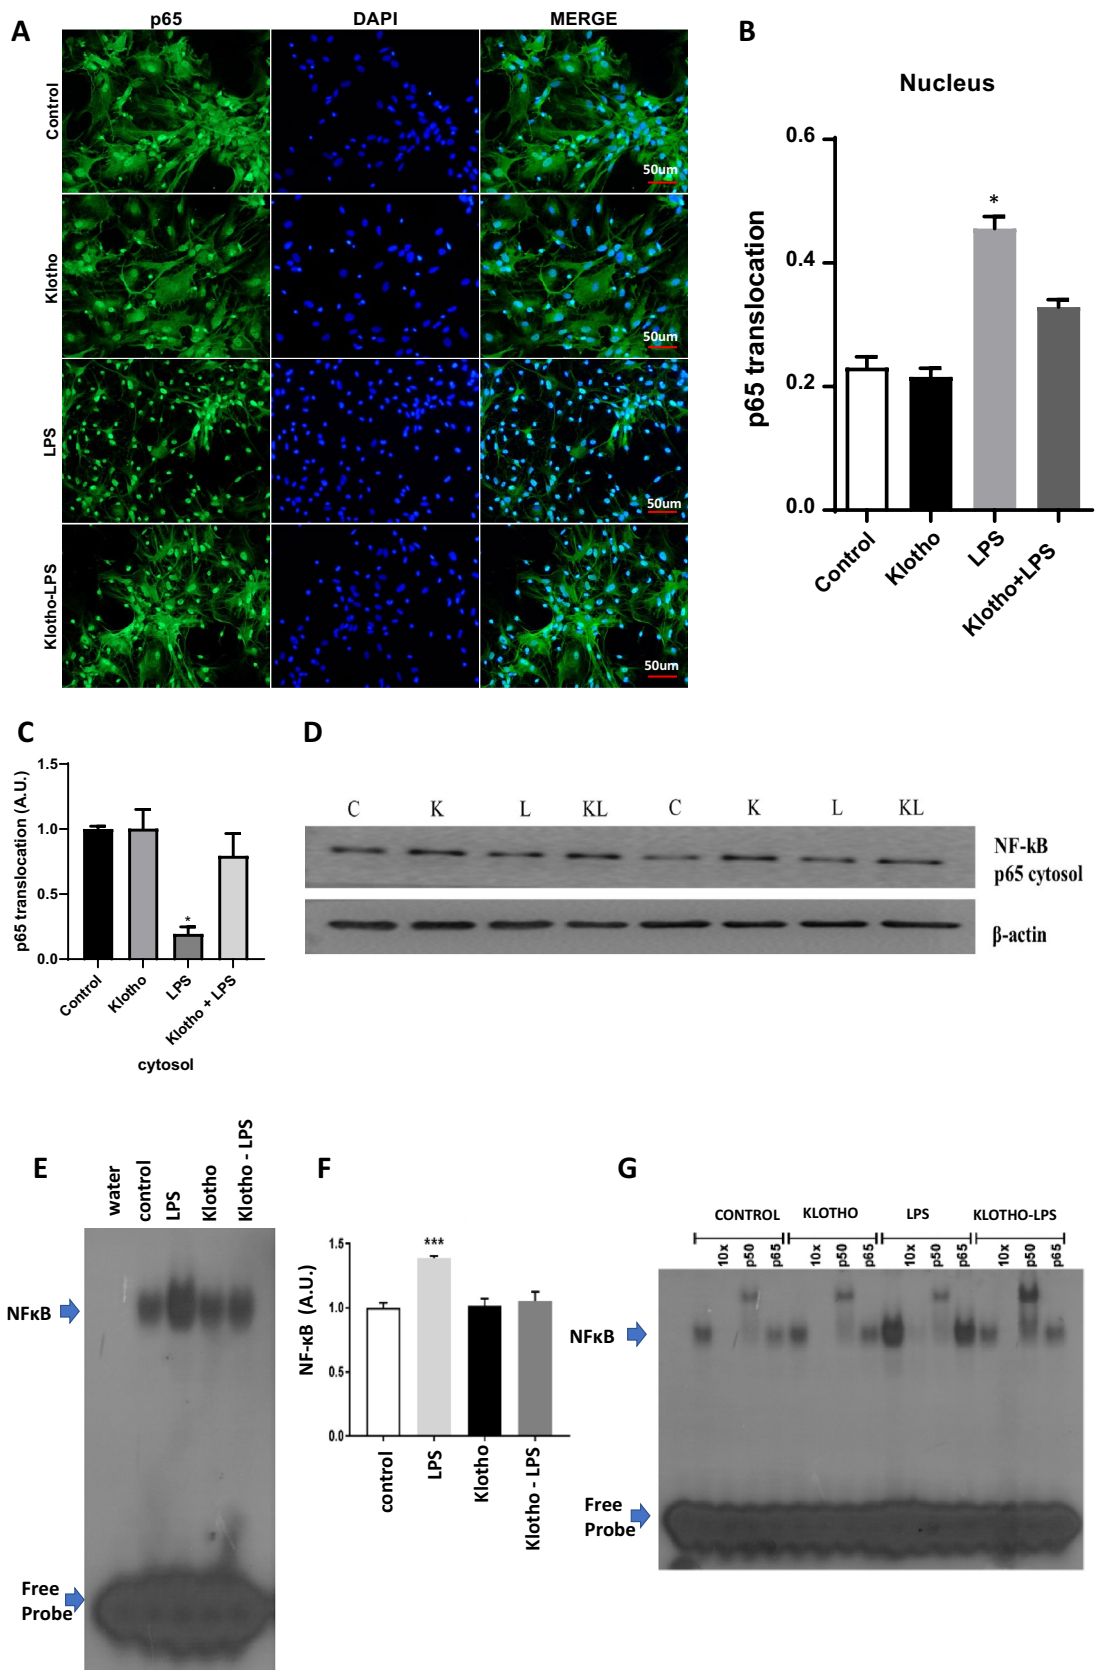 A
p65
DAPI
MERGE
Control
50um
Klotho
50um
LPS
50um
Klotho-LPS
50um
B
Nucleus
p65 translocation
0.6
0.4
0.2
0.0
Control
Klotho
LPS
Klotho+LPS
*
C
p65 translocation (A.U.)
1.5
1.0
0.5
0.0
*
Control
Klotho
LPS
Klotho + LPS
cytosol
D
C K L KL C K L KL
NF-kB
p65 cytosol
β-actin
E
water
control
LPS
Klotho
Klotho - LPS
NFκB
Free
Probe
F
NF-κB (A.U.)
1.5
1.0
0.5
0.0
***
control
LPS
Klotho
Klotho - LPS
G
CONTROL KLOTHO LPS KLOTHO-LPS
10x p50 p65 10x p50 p65 10x p50 p65 10x p50 p65
NFκB
Free
Probe